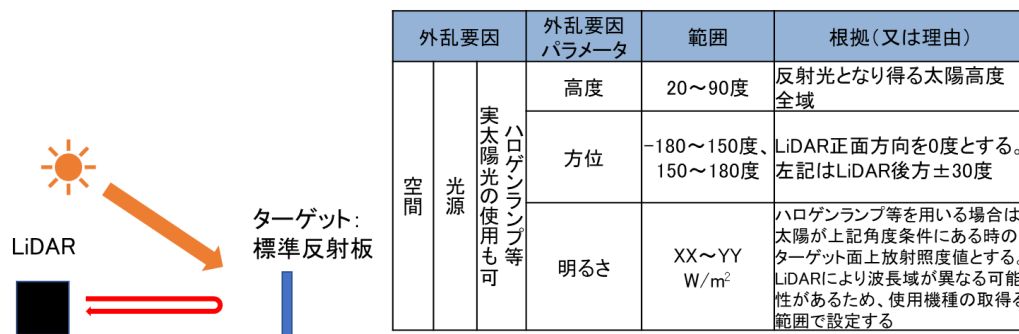 LiDAR
ターゲット：
標準反射板
外乱要因
外乱要因
パラメータ
範囲
根拠（又は理由）
空間
光源
ハロゲンランプ等
実太陽光の使用も可
高度
20～90度
反射光となり得る太陽高度
全域
方位
-180～150度、
150～180度
LiDAR正面方向を0度とする。
左記はLiDAR後方±30度
明るさ
XX～YY
W/m²
ハロゲンランプ等を用いる場合は
太陽が上記角度条件にある時の
ターゲット面上放射照度値とする。
LiDARにより波長域が異なる可能
性があるため、使用機種の取得る
範囲で設定する